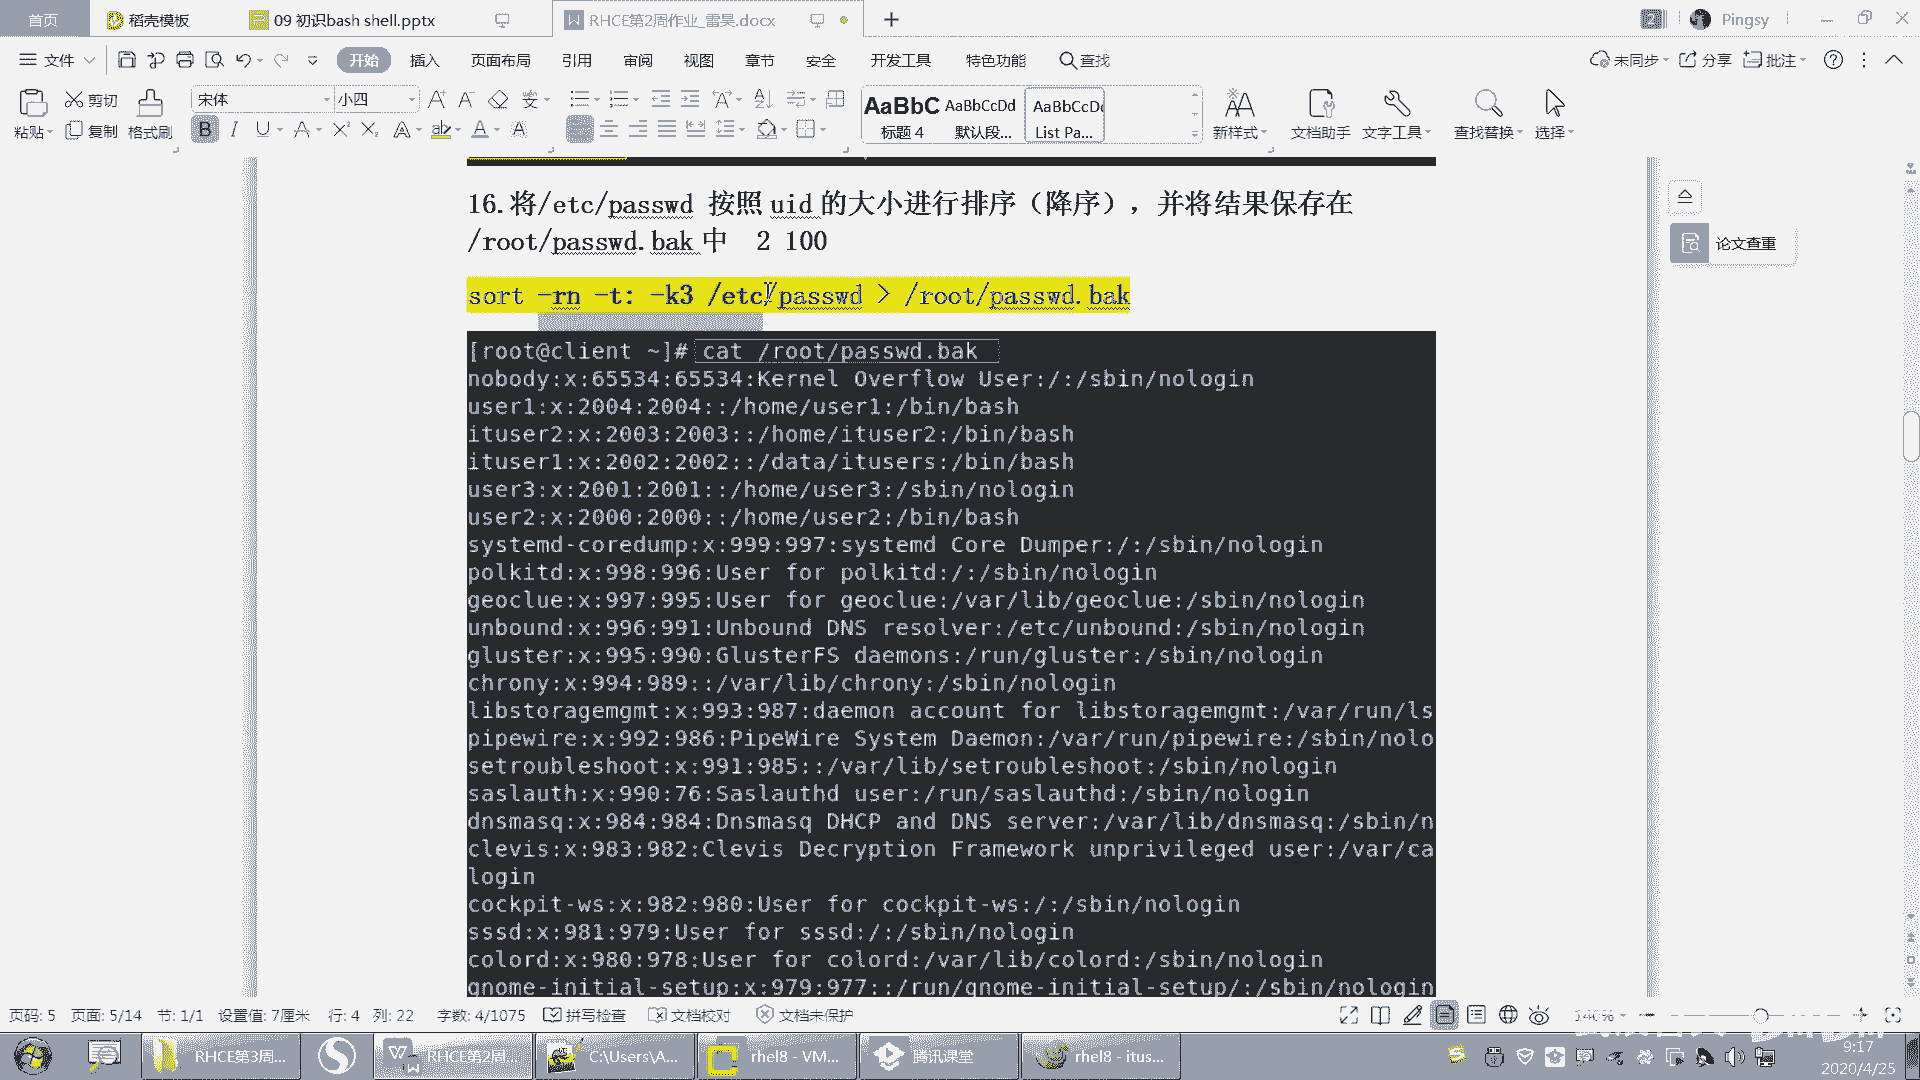 首页
稻壳模板
09 初识bash shell.pptx
RHCE第2周作业_雷昊.docx
2
Pingsy
文件
开始
插入
页面布局
引用
审阅
视图
章节
安全
开发工具
特色功能
查找
未同步
分享
批注
粘贴
剪切
复制
格式刷
宋体
小四
AaBbC
标题 4
AaBbCcDd
默认段...
AaBbCcD
List Pa...
新样式
文档助手
文字工具
查找替换
选择
论文查重
16.将/etc/passwd 按照uid的大小进行排序（降序），并将结果保存在
/root/passwd.bak中 2 100
sort -rn -t: -k3 /etc/passwd > /root/passwd.bak
[root@client ~]# cat /root/passwd.bak
nobody:x:65534:65534:Kernel Overflow User:/:/sbin/nologin
user1:x:2004:2004::/home/user1:/bin/bash
ituser2:x:2003:2003::/home/ituser2:/bin/bash
ituser1:x:2002:2002::/data/itusers:/bin/bash
user3:x:2001:2001::/home/user3:/sbin/nologin
user2:x:2000:2000::/home/user2:/bin/bash
systemd-coredump:x:999:997:systemd Core Dumper:/:/sbin/nologin
polkitd:x:998:996:User for polkitd:/:/sbin/nologin
geoclue:x:997:995:User for geoclue:/var/lib/geoclue:/sbin/nologin
unbound:x:996:991:Unbound DNS resolver:/etc/unbound:/sbin/nologin
gluster:x:995:990:GlusterFS daemons:/run/gluster:/sbin/nologin
chrony:x:994:989::/var/lib/chrony:/sbin/nologin
libstoragemgmt:x:993:987:daemon account for libstoragemgmt:/var/run/ls
pipewire:x:992:986:PipeWire System Daemon:/var/run/pipewire:/sbin/nolo
setroubleshoot:x:991:985::/var/lib/setroubleshoot:/sbin/nologin
saslauth:x:990:76:Saslauthd user:/run/saslauthd:/sbin/nologin
dnsmasq:x:984:984:Dnsmasq DHCP and DNS server:/var/lib/dnsmasq:/sbin/n
clevis:x:983:982:Clevis Decryption Framework unprivileged user:/var/ca
login
cockpit-ws:x:982:980:User for cockpit-ws:/:/sbin/nologin
sssd:x:981:979:User for sssd:/:/sbin/nologin
colord:x:980:978:User for colord:/var/lib/colord:/sbin/nologin
gnome-initial-setup:x:979:977::/run/gnome-initial-setup/:/sbin/nologin
页码: 5 页面: 5/14 节: 1/1 设置值: 7厘米 行: 4 列: 22 字数: 4/1075 拼写检查 文档校对 文档未保护
140%
RHCE第3周...
RHCE第2周...
C:\Users\A...
rhel8 - VM...
腾讯课堂
rhel8 - itus...
9:17
2020/4/25